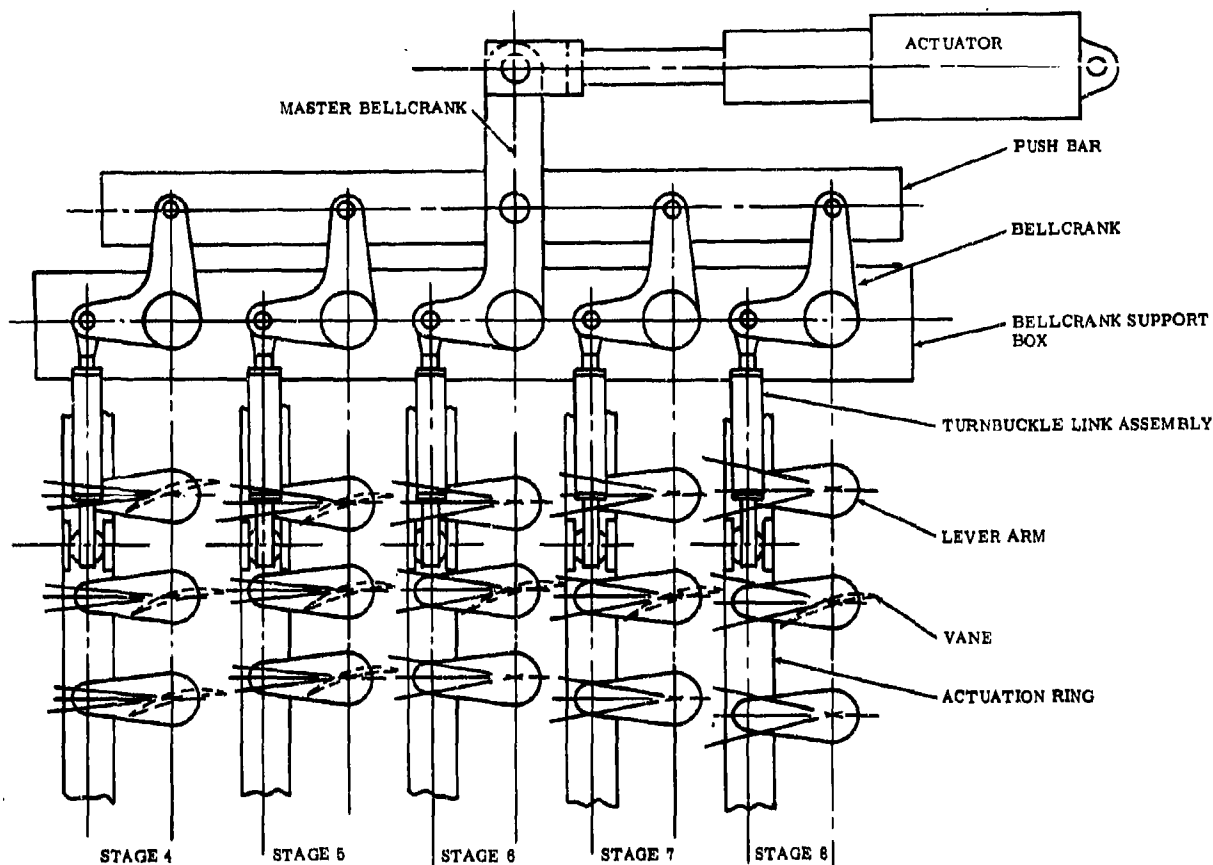 ACTUATOR
MASTER BELLCRANK
PUSH BAR
BELLCRANK
BELLCRANK SUPPORT
BOX
TURNBUCKLE LINK ASSEMBLY
LEVER ARM
VANE
ACTUATION RING
STAGE 4
STAGE 5
STAGE 6
STAGE 7
STAGE 8